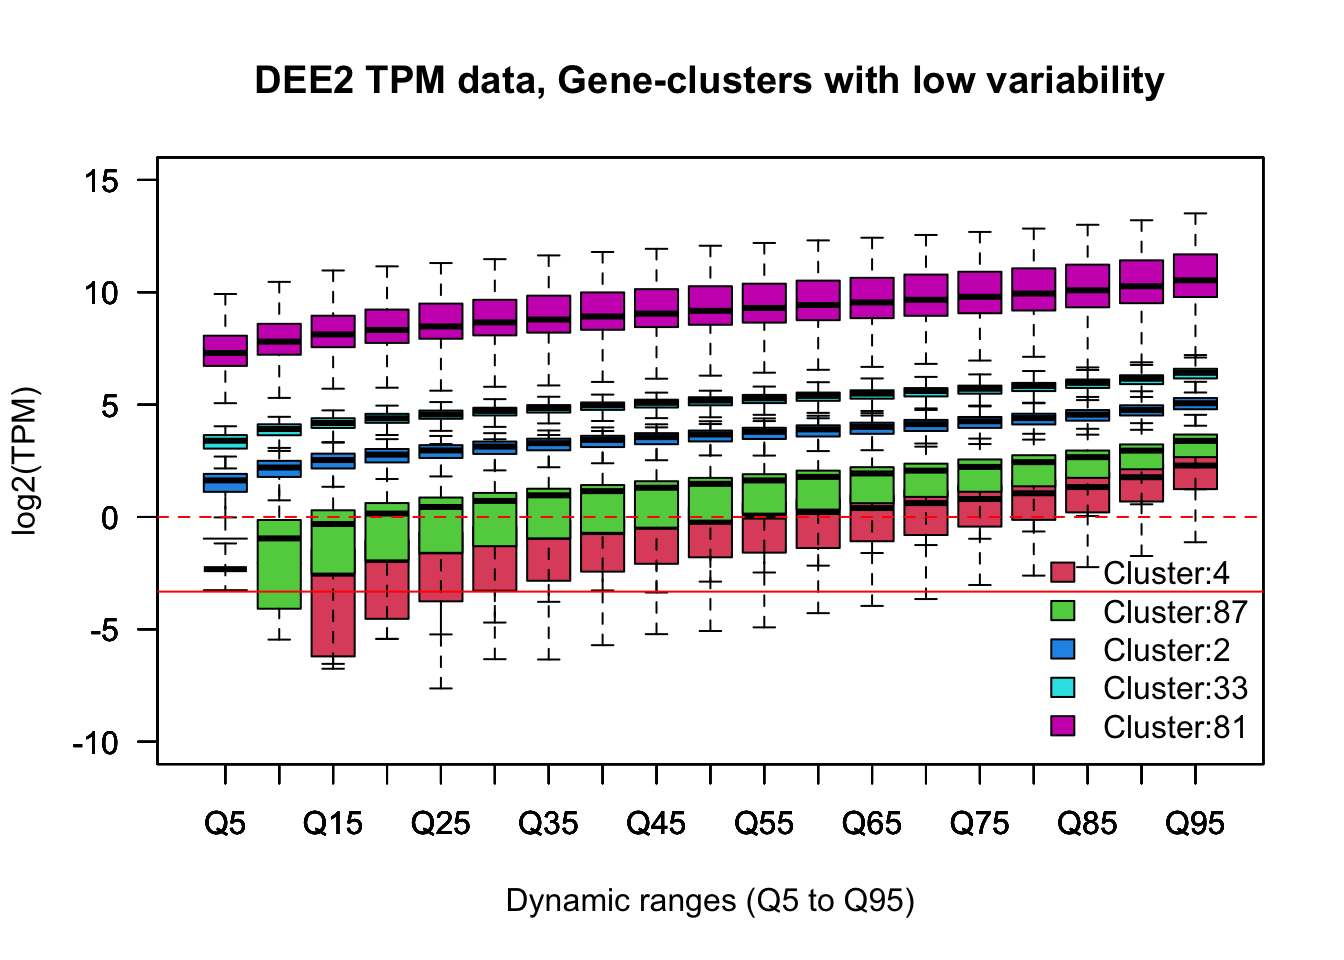 DEE2 TPM data, Gene-clusters with low variability
log2(TPM)
15
10
5
0
-5
-10
Cluster:4
Cluster:87
Cluster:2
Cluster:33
Cluster:81
Q5 Q15 Q25 Q35 Q45 Q55 Q65 Q75 Q85 Q95
Dynamic ranges (Q5 to Q95)